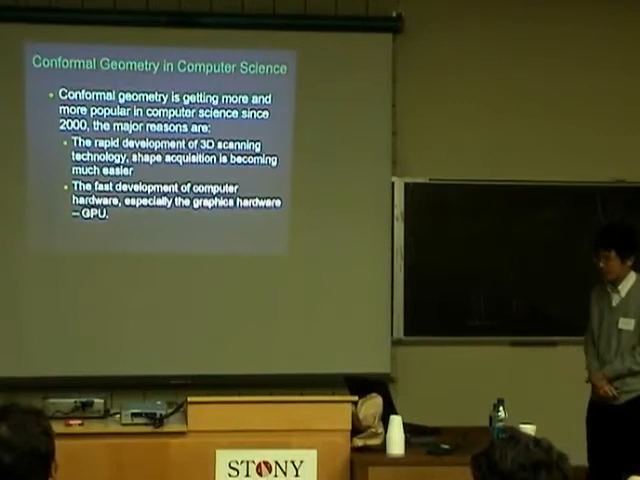 Conformal Geometry in Computer Science
• Conformal geometry is getting more and
more popular in computer science since
2000, the major reasons are:
• The rapid development of 3D scanning
technology, shape acquisition is becoming
much easier
• The fast development of computer
hardware, especially the graphics hardware
– GPU.
STONY